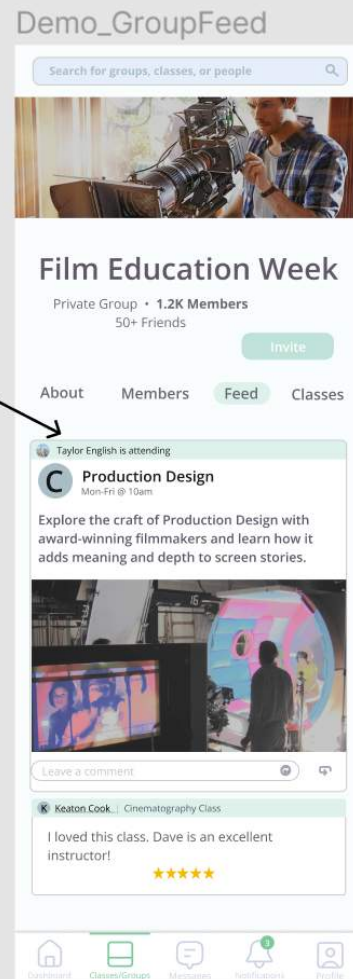 Demo_GroupFeed
Search for groups, classes, or people
Film Education Week
Private Group • 1.2K Members
50+ Friends
Invite
About Members Feed Classes
Taylor English is attending
C Production Design
Mon-Fri @ 10am
Explore the craft of Production Design with
award-winning filmmakers and learn how it
adds meaning and depth to screen stories.
Leave a comment
K Keaton Cook | Cinematography Class
I loved this class. Dave is an excellent
instructor!
3
Dashboard Classes/Groups Messages Notifications Profile